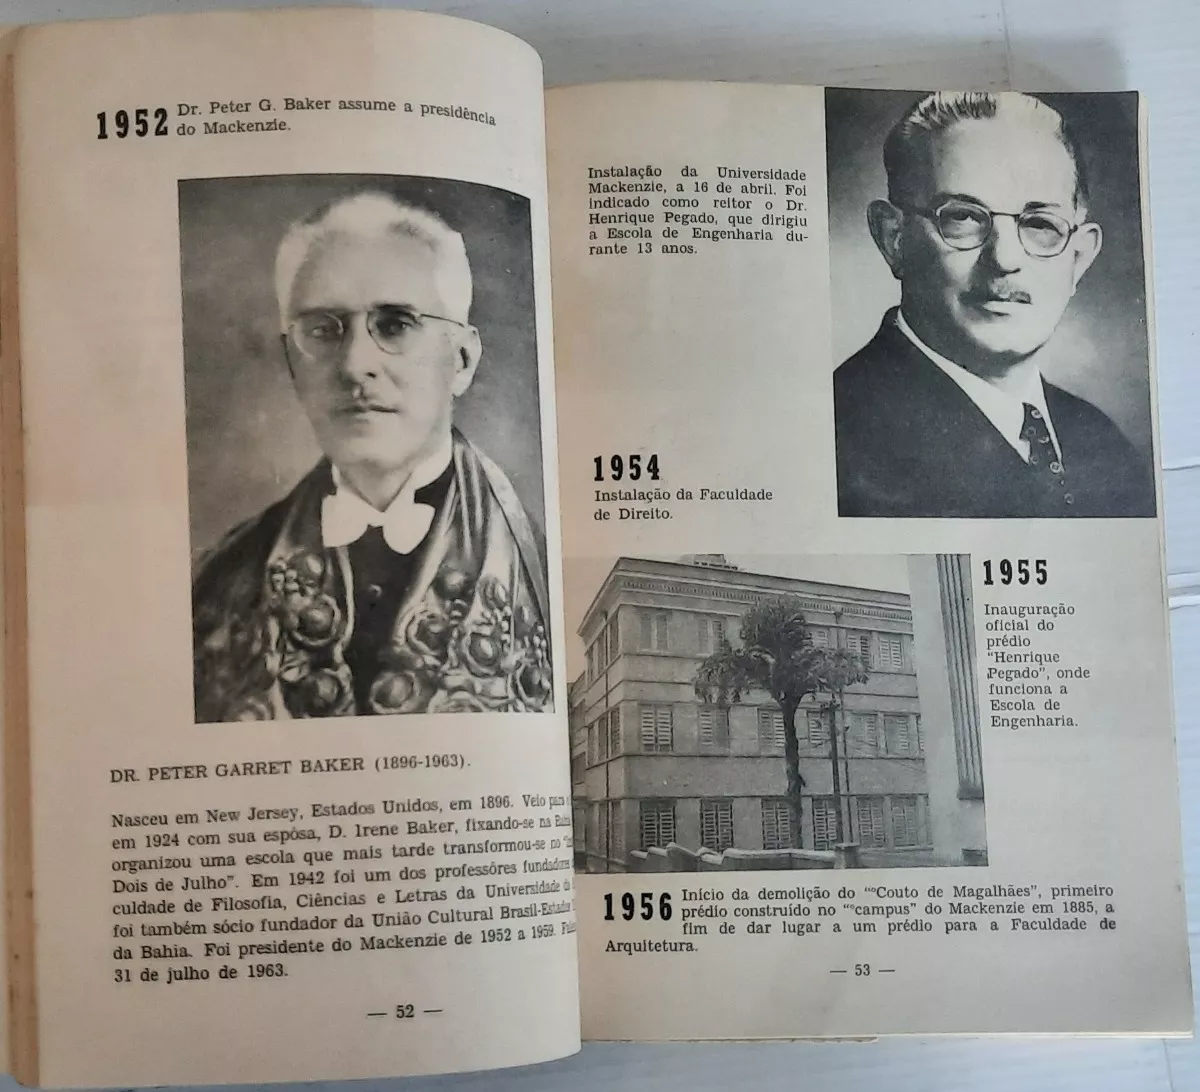 1952 Dr. Peter G. Baker assume a presidência
do Mackenzie.
DR. PETER GARRET BAKER (1896-1963).
Nasceu em New Jersey, Estados Unidos, em 1896. Veio para
em 1924 com sua espôsa, D. Irene Baker, fixando-se na
organizou uma escola que mais tarde transformou-se no
Dois de Julho". Em 1942 foi um dos professôres fundadores
culdade de Filosofia, Ciências e Letras da Universidade da
foi também sócio fundador da União Cultural Brasil-Estados
da Bahia. Foi presidente do Mackenzie de 1952 a 1959.
31 de julho de 1963.
— 52 —
Instalação da Universidade
Mackenzie, a 16 de abril. Foi
indicado como reitor o Dr.
Henrique Pegado, que dirigiu
a Escola de Engenharia du-
rante 13 anos.
1954
Instalação da Faculdade
de Direito.
1955
Inauguração
oficial do
prédio
"Henrique
Pegado", onde
funciona a
Escola de
Engenharia.
1956 Início da demolição do "Couto de Magalhães", primeiro
prédio construído no "campus" do Mackenzie em 1885, a
fim de dar lugar a um prédio para a Faculdade de
Arquitetura.
— 53 —